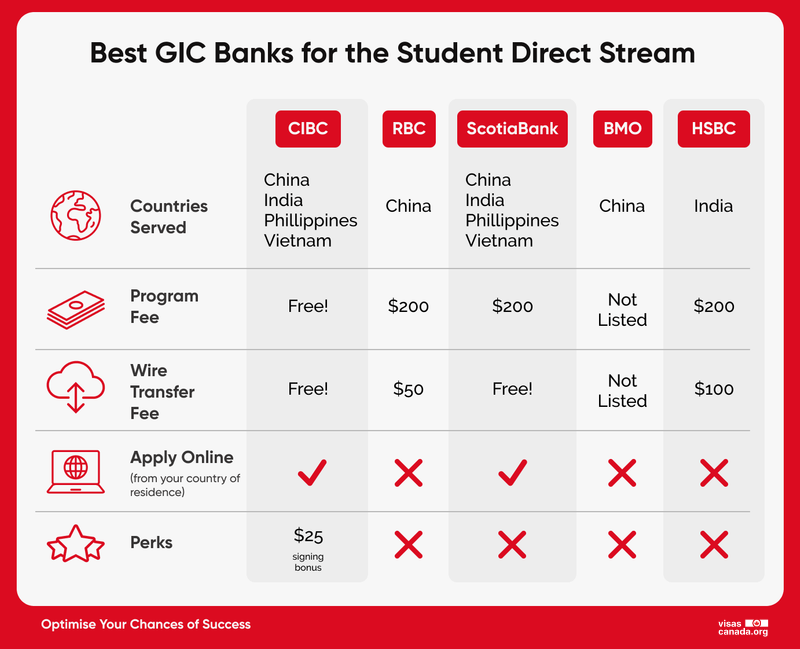 Best GIC Banks for the Student Direct Stream
CIBC
RBC
ScotiaBank
BMO
HSBC
Countries
Served
China
India
Phillippines
Vietnam
China
China
India
Phillippines
Vietnam
China
India
Program
Fee
Free!
$200
$200
Not
Listed
$200
Wire
Transfer
Fee
Free!
$50
Free!
Not
Listed
$100
Apply Online
(from your country of
residence)
Perks
$25
signing
bonus
Optimise Your Chances of Success
visas
canada.org